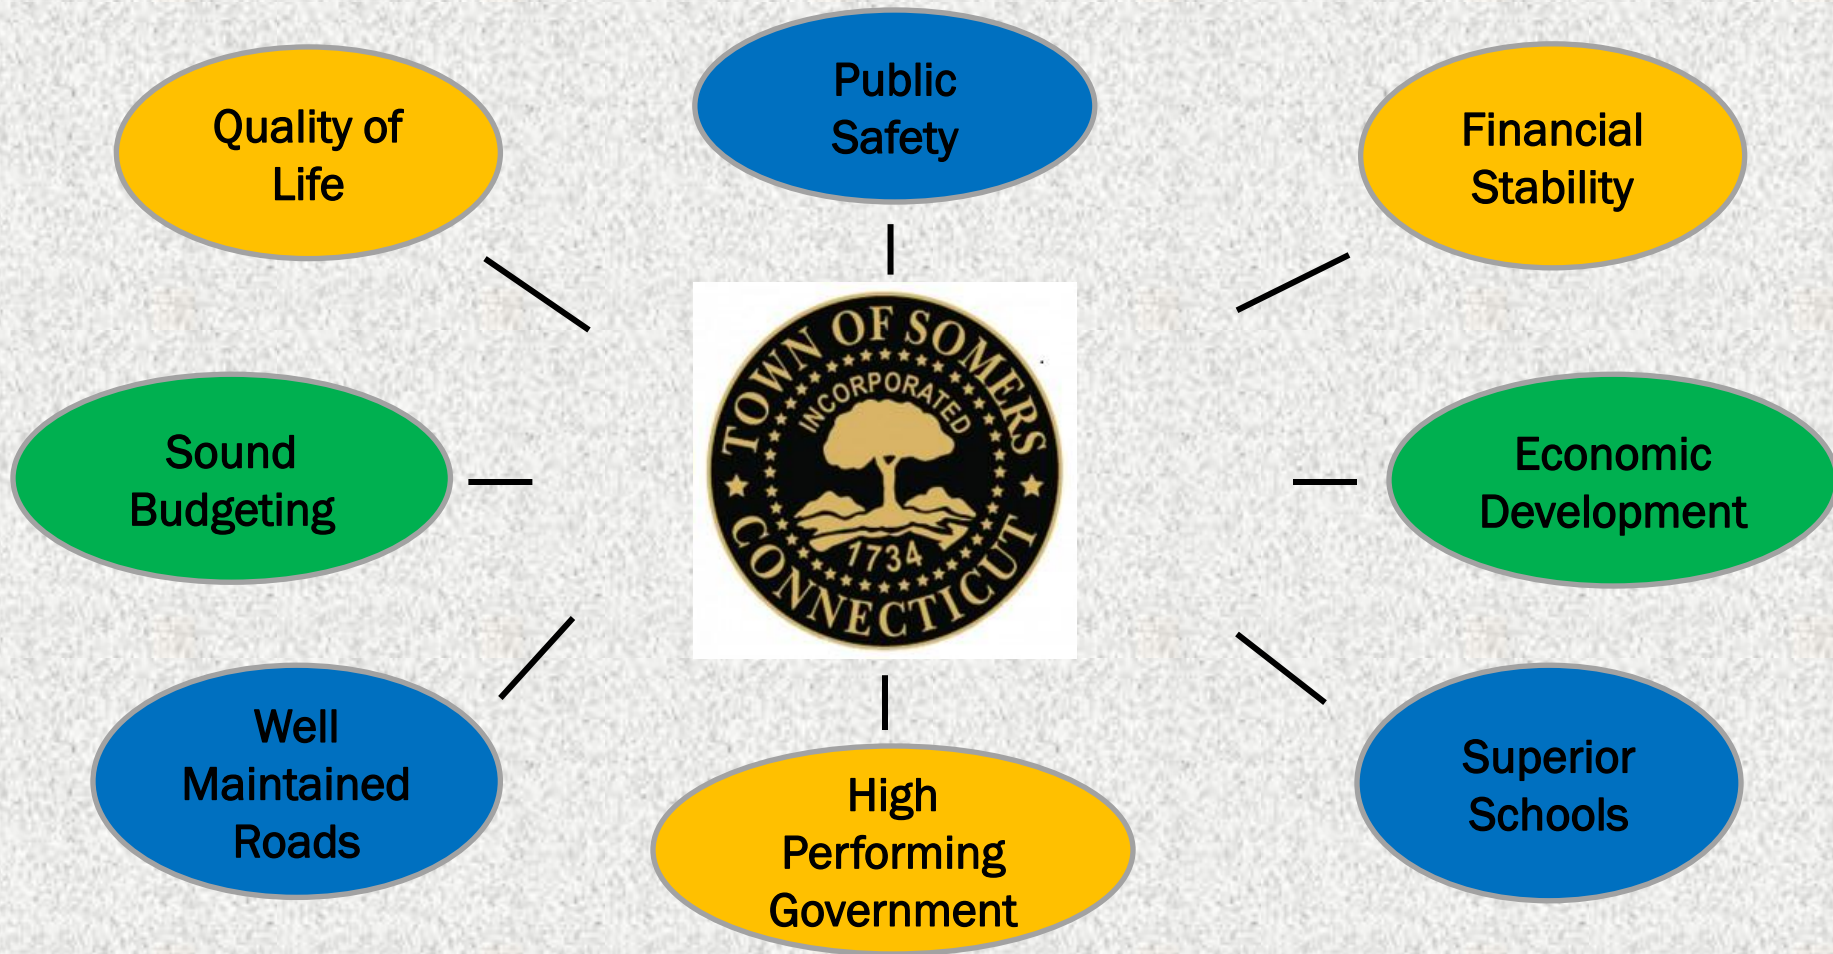 Public
Safety
Quality of
Life
Financial
Stability
TOWN OF SOMERS
INCORPORATED
1734
CONNECTICUT
Sound
Budgeting
Economic
Development
Well
Maintained
Roads
High
Performing
Government
Superior
Schools